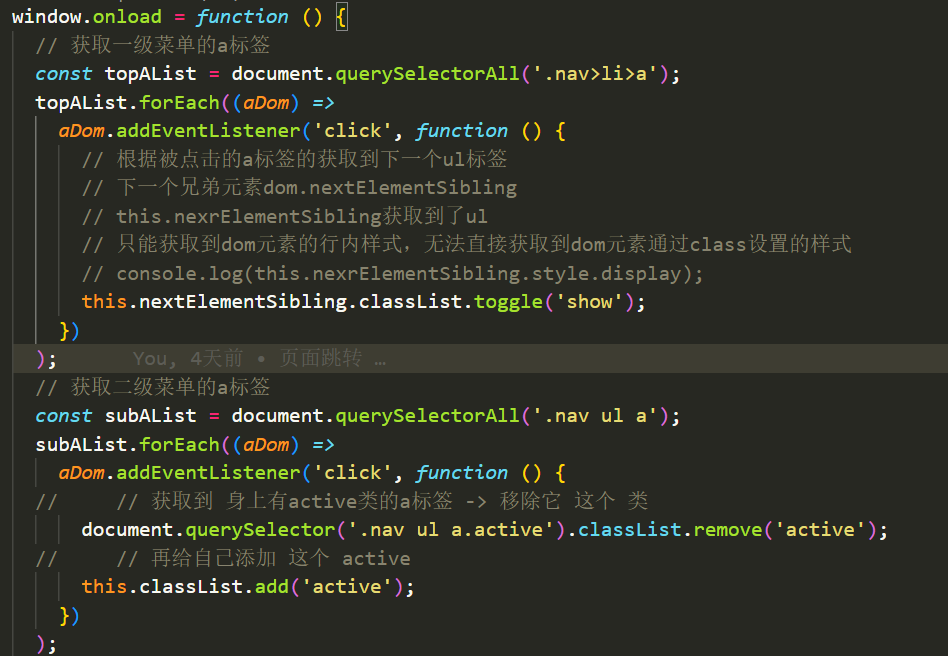 window.onload = function () {
// 获取一级菜单的a标签
const topAList = document.querySelectorAll('.nav>li>a');
topAList.forEach((aDom) =>
aDom.addEventListener('click', function () {
// 根据被点击的a标签的获取到下一个ul标签
// 下一个兄弟元素dom.nextElementSibling
// this.nexrElementSibling获取到了ul
// 只能获取到dom元素的行内样式，无法直接获取到dom元素通过class设置的样式
// console.log(this.nexrElementSibling.style.display);
this.nextElementSibling.classList.toggle('show');
})
); You, 4天前 • 页面跳转 …
// 获取二级菜单的a标签
const subAList = document.querySelectorAll('.nav ul a');
subAList.forEach((aDom) =>
aDom.addEventListener('click', function () {
// // 获取到 身上有active类的a标签 -> 移除它 这个 类
document.querySelector('.nav ul a.active').classList.remove('active');
// // 再给自己添加 这个 active
this.classList.add('active');
})
);